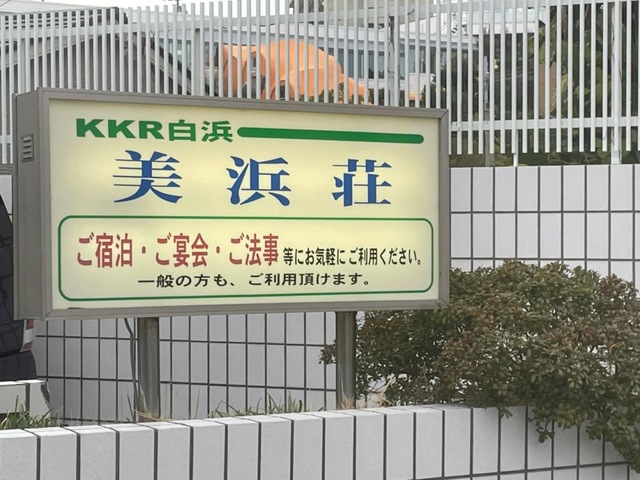 KKR白浜
美浜荘
ご宿泊・ご宴会・ご法事等にお気軽にご利用ください。
一般の方も、ご利用頂けます。